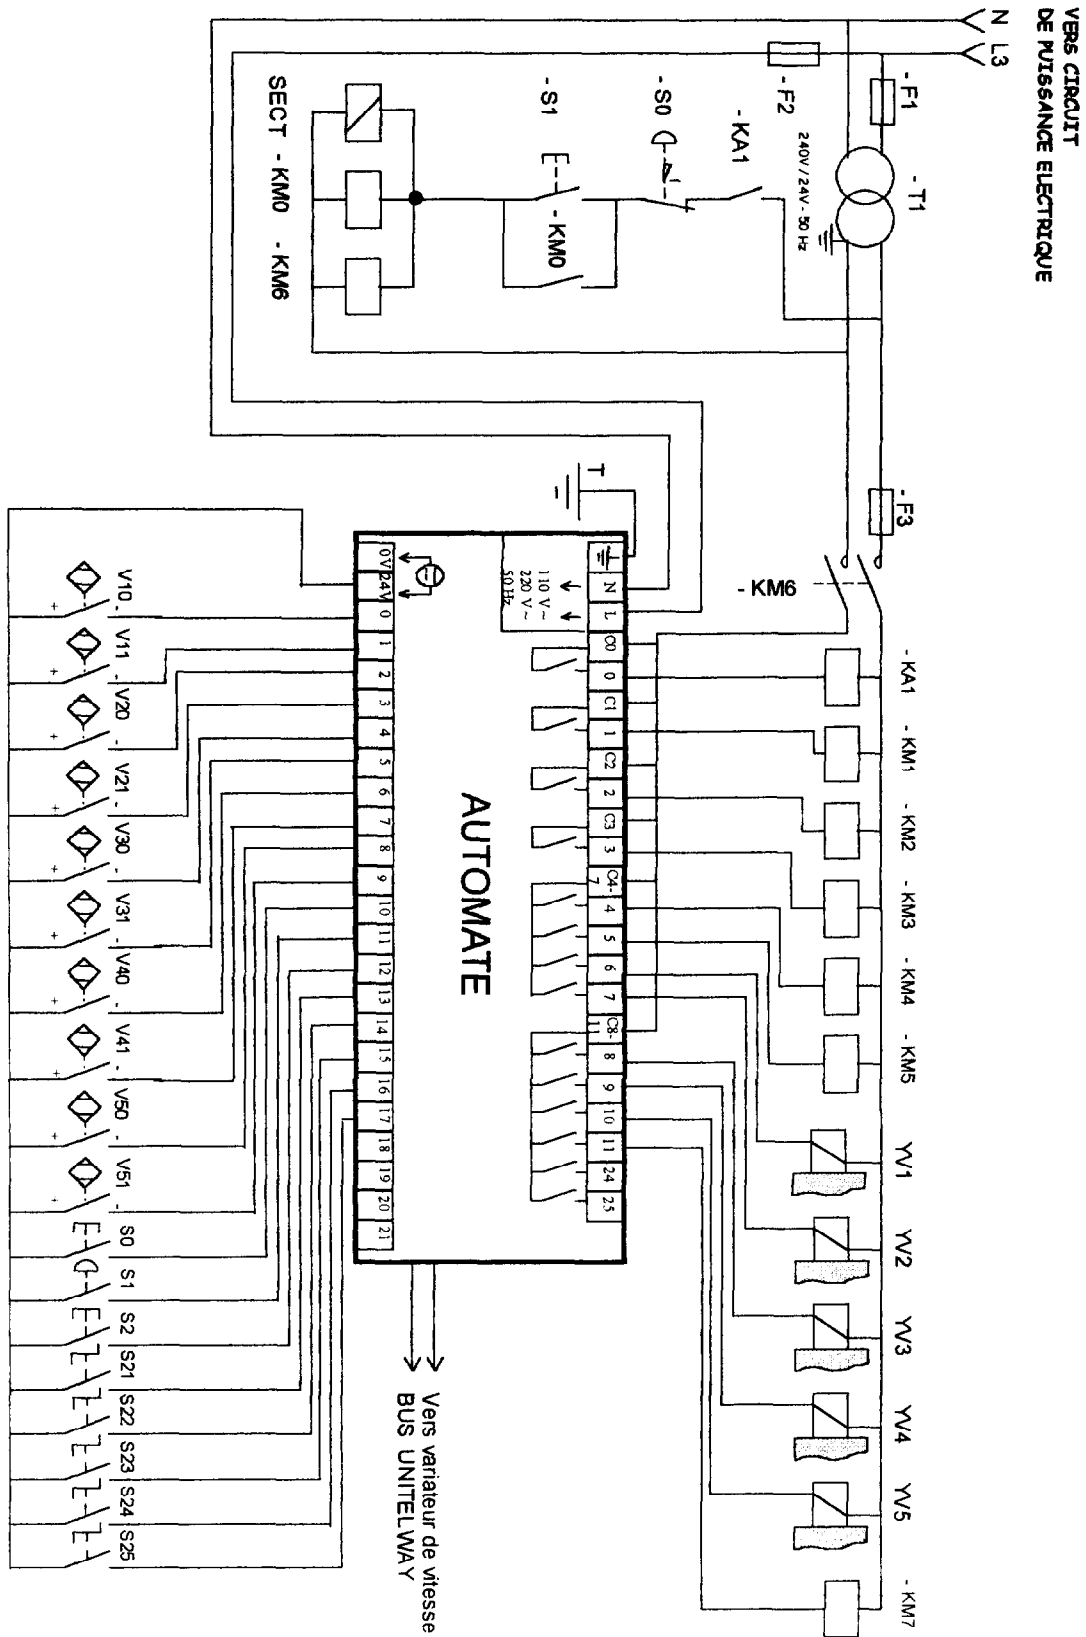 VERS CIRCUIT
DE PUISSANCE ELECTRIQUE
N
L3
- F1
- T1
240V / 24V - 50 Hz
- F2
- KA1
- S0
- S1
- KM0
SECT - KM0 - KM6
- F3
- KM6
T
- KA1
- KM1
- KM2
- KM3
- KM4
- KM5
YV1
YV2
YV3
YV4
YV5
- KM7
N L C0 0 C1 1 C2 2 C3 3 C4-7 4 5 6 7 C8-11 8 9 10 11 24 25
110 V~
220 V~
50 Hz
AUTOMATE
0V 24V 0 1 2 3 4 5 6 7 8 9 10 11 12 13 14 15 16 17 18 19 20 21
Vers variateur de vitesse
BUS UNITELWAY
V10
V11
V20
V21
V30
V31
V40
V41
V50
V51
S0
S1
S2
S21
S22
S23
S24
S25
+ -
+ -
+ -
+ -
+ -
+ -
+ -
+ -
+ -
+ -